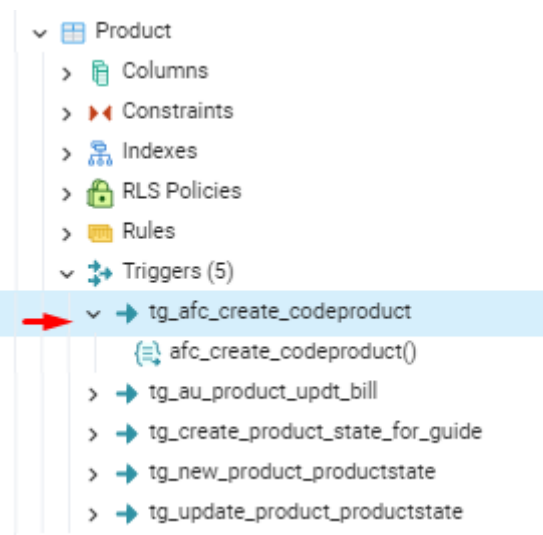 Product
Columns
Constraints
Indexes
RLS Policies
Rules
Triggers (5)
tg_afc_create_codeproduct
afc_create_codeproduct()
tg_au_product_updt_bill
tg_create_product_state_for_guide
tg_new_product_productstate
tg_update_product_productstate